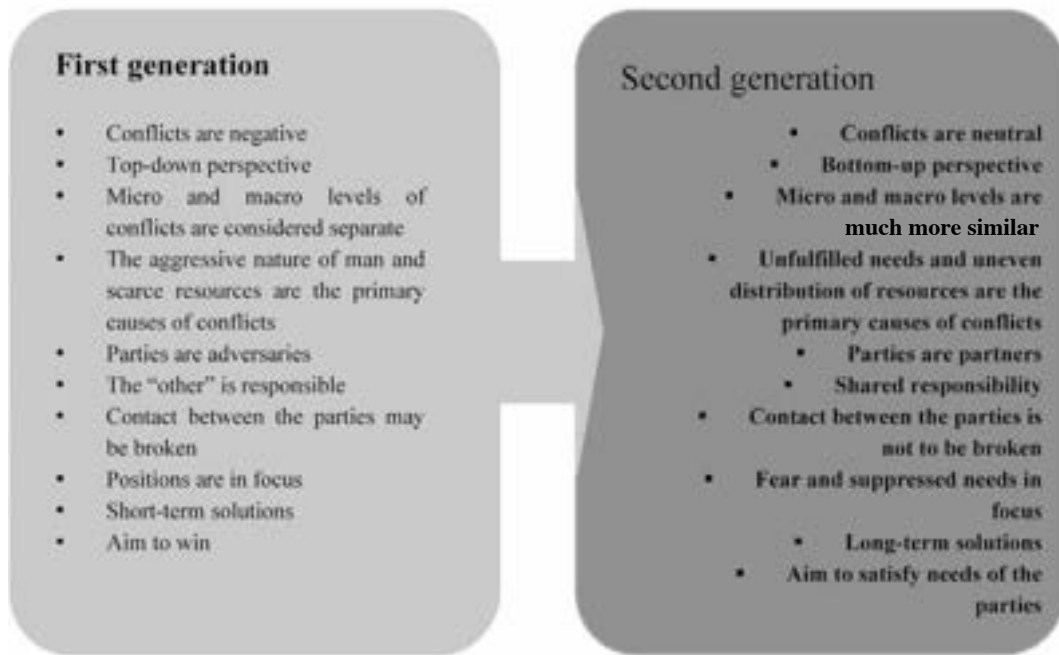 First generation
▪ Conflicts are negative
▪ Top-down perspective
▪ Micro and macro levels of
conflicts are considered separate
▪ The aggressive nature of man and
scarce resources are the primary
causes of conflicts
▪ Parties are adversaries
▪ The “other” is responsible
▪ Contact between the parties may
be broken
▪ Positions are in focus
▪ Short-term solutions
▪ Aim to win
Second generation
▪ Conflicts are neutral
▪ Bottom-up perspective
▪ Micro and macro levels are
much more similar
▪ Unfulfilled needs and uneven
distribution of resources are the
primary causes of conflicts
▪ Parties are partners
▪ Shared responsibility
▪ Contact between the parties is
not to be broken
▪ Fear and suppressed needs in
focus
▪ Long-term solutions
▪ Aim to satisfy needs of the
parties